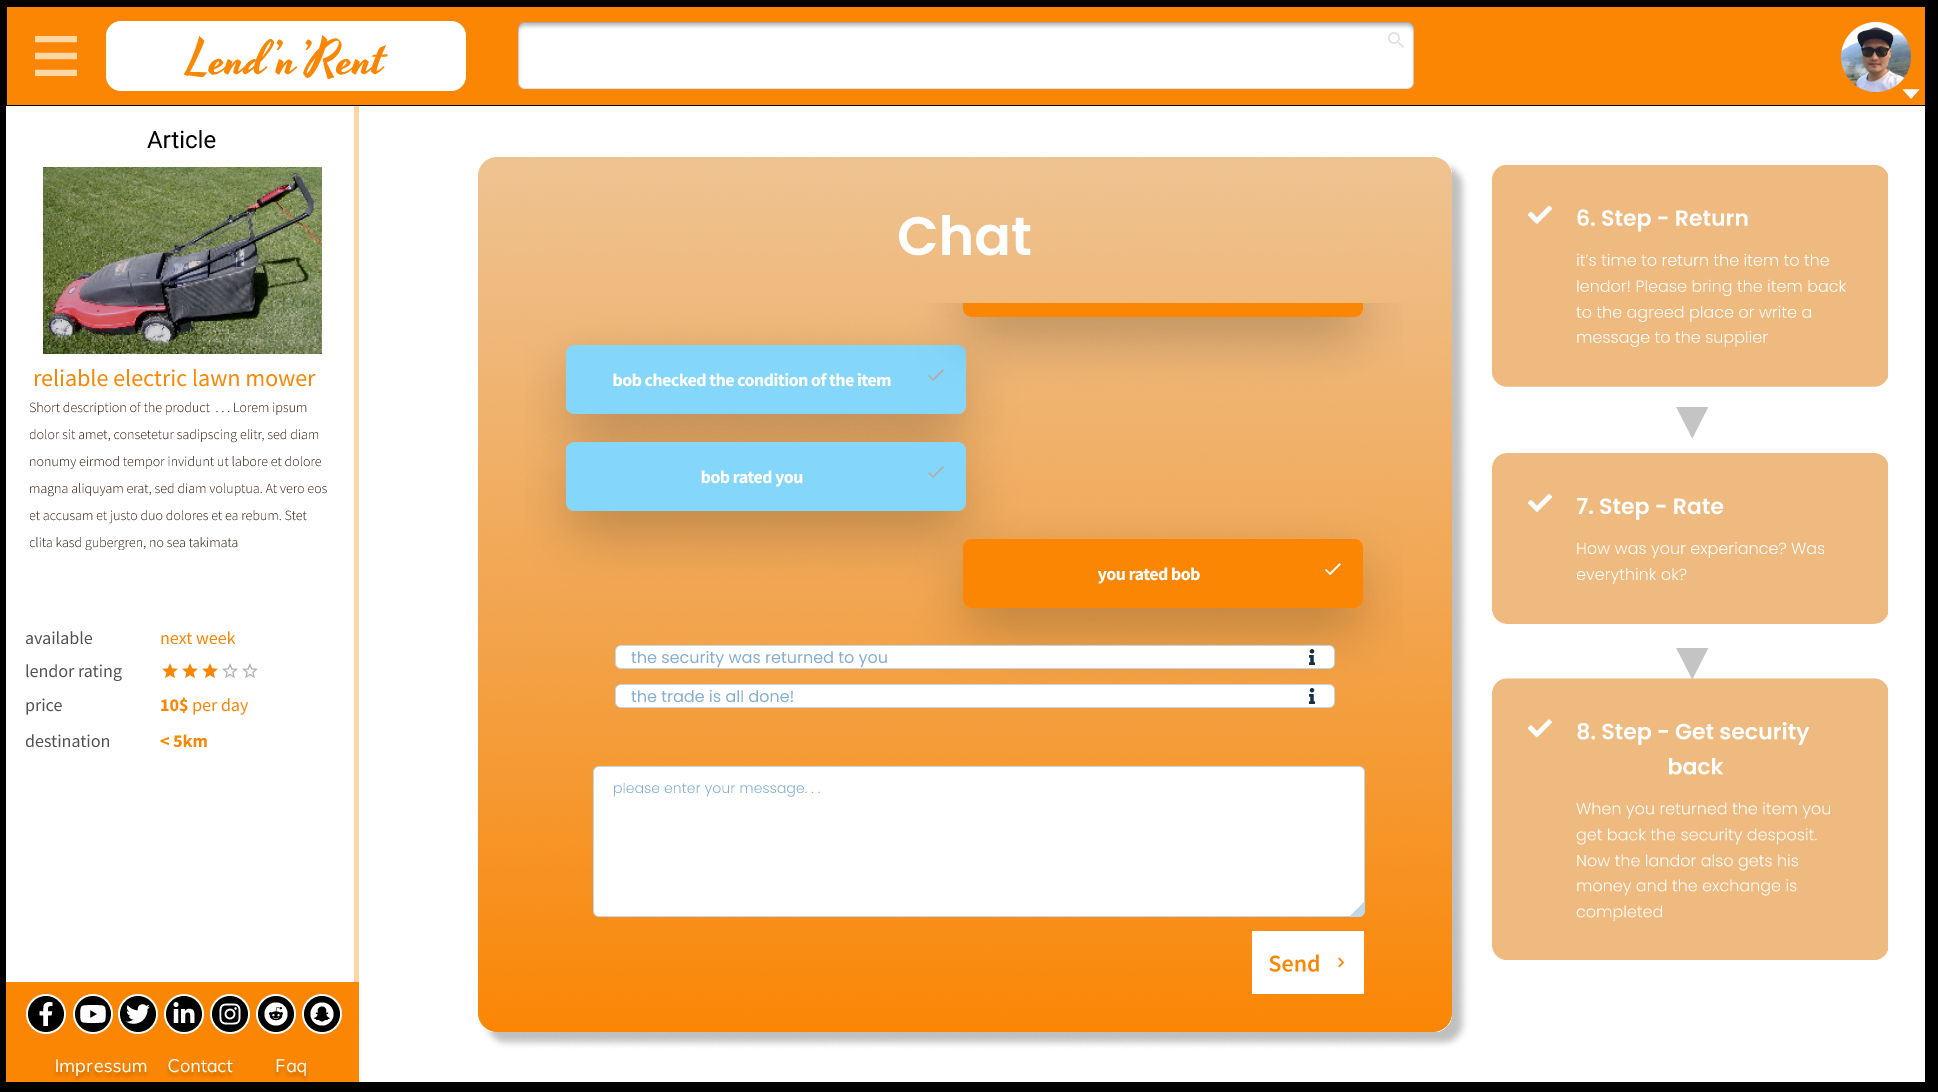 Lend'n'Rent
Article
reliable electric lawn mower
Short description of the product ... Lorem ipsum
dolor sit amet, consetetur sadipscing elitr, sed diam
nonumy eirmod tempor invidunt ut labore et dolore
magna aliquyam erat, sed diam voluptua. At vero eos
et accusam et justo duo dolores et ea rebum. Stet
clita kasd gubergren, no sea takimata
available next week
lendor rating
price 10$ per day
destination < 5km
Impressum Contact Faq
Chat
bob checked the condition of the item
bob rated you
you rated bob
the security was returned to you
the trade is all done!
please enter your message...
Send
6. Step - Return
it's time to return the item to the
lendor! Please bring the item back
to the agreed place or write a
message to the supplier
7. Step - Rate
How was your experiance? Was
everythink ok?
8. Step - Get security
back
When you returned the item you
get back the security desposit.
Now the landor also gets his
money and the exchange is
completed